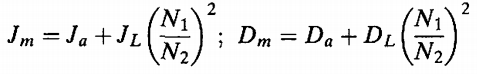 J_m = J_a + J_L (N_1/N_2)^2; D_m = D_a + D_L (N_1/N_2)^2